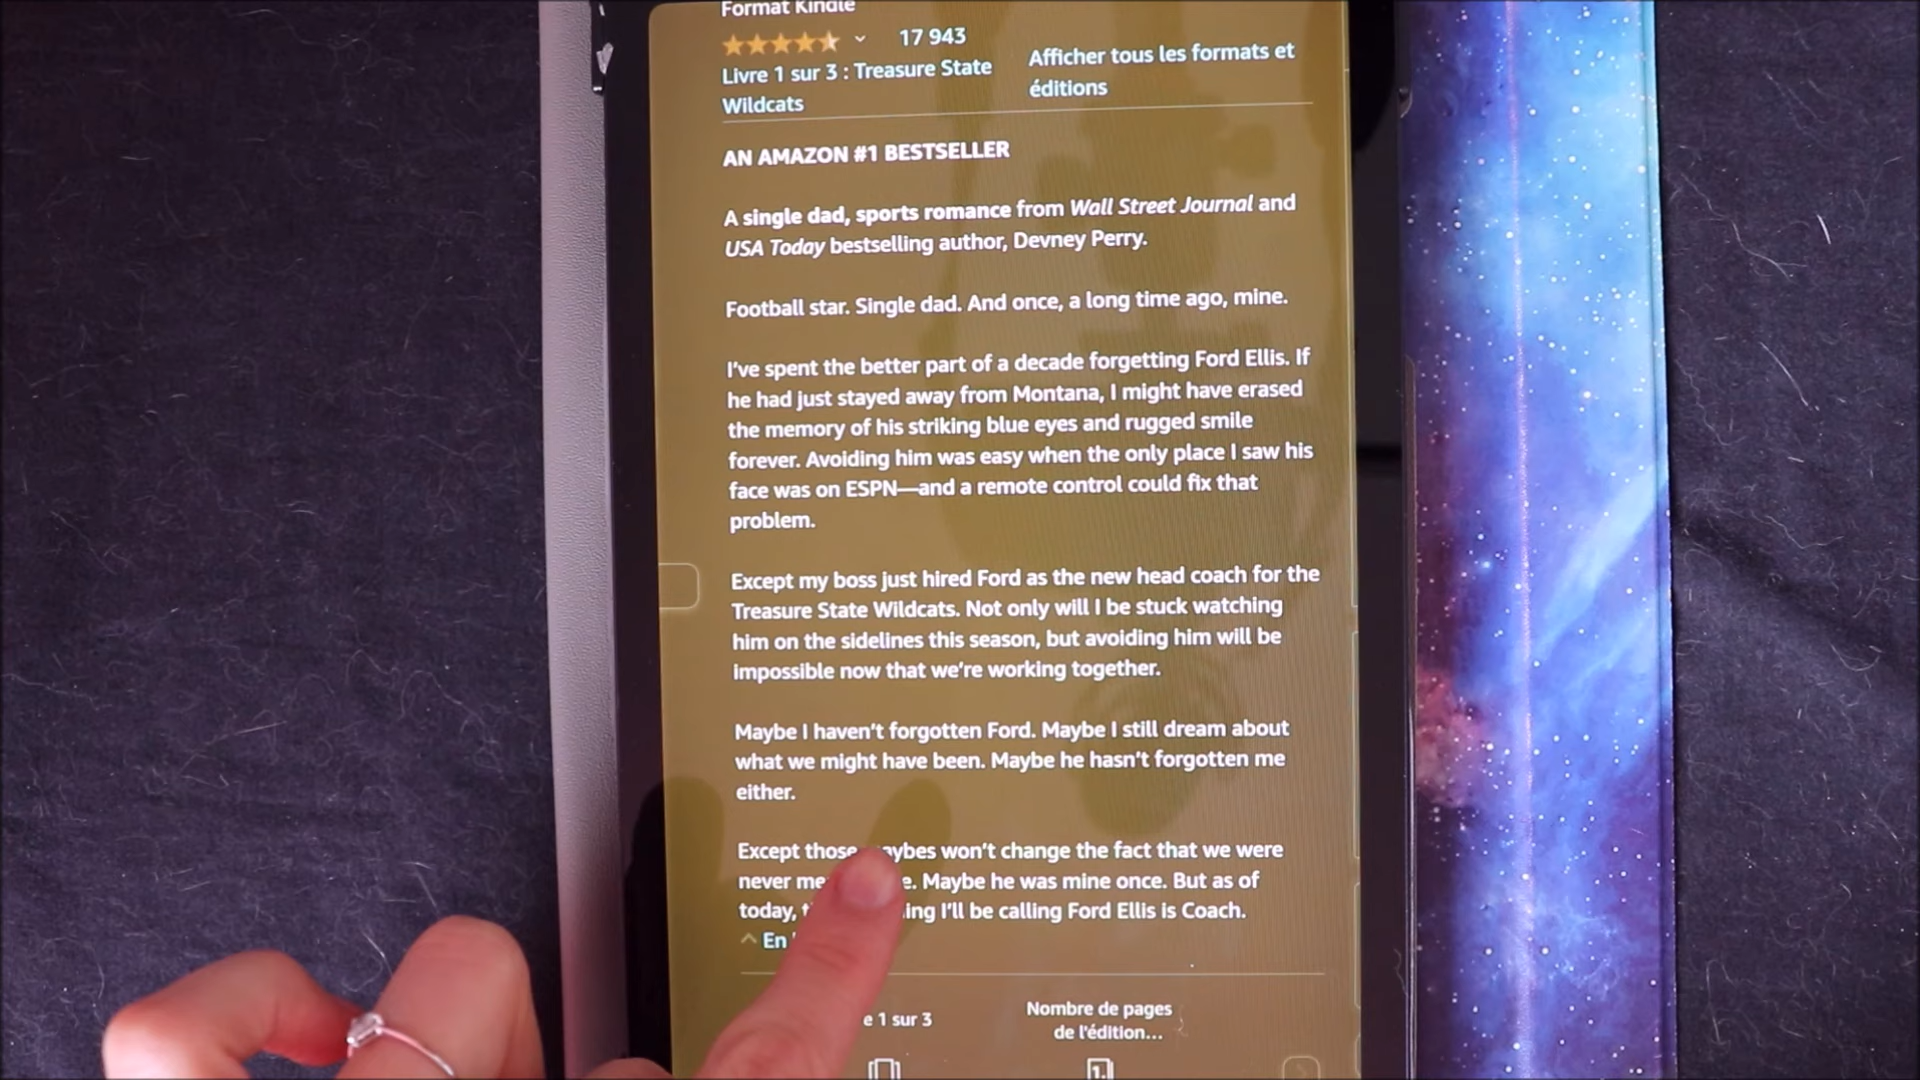 Format Kindle
17 943
Livre 1 sur 3 : Treasure State
Wildcats
Afficher tous les formats et
éditions
AN AMAZON #1 BESTSELLER
A single dad, sports romance from Wall Street Journal and
USA Today bestselling author, Devney Perry.
Football star. Single dad. And once, a long time ago, mine.
I've spent the better part of a decade forgetting Ford Ellis. If
he had just stayed away from Montana, I might have erased
the memory of his striking blue eyes and rugged smile
forever. Avoiding him was easy when the only place I saw his
face was on ESPN—and a remote control could fix that
problem.
Except my boss just hired Ford as the new head coach for the
Treasure State Wildcats. Not only will I be stuck watching
him on the sidelines this season, but avoiding him will be
impossible now that we're working together.
Maybe I haven't forgotten Ford. Maybe I still dream about
what we might have been. Maybe he hasn't forgotten me
either.
Except those maybes won't change the fact that we were
never Maybe he was mine once. But as of
today, I'll be calling Ford Ellis is Coach.
En
1 sur 3
Nombre de pages
de l'édition...